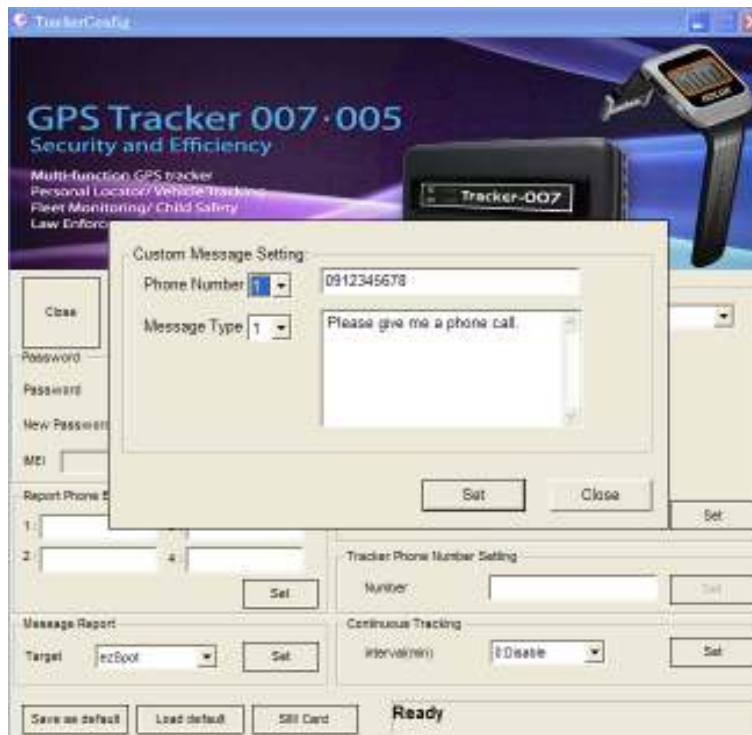 TrackerConfig
GPS Tracker 007·005
Security and Efficiency
Multi-function GPS tracker
Personal Locator/ Vehicle Tracking
Fleet Monitoring/ Child Safety
Law Enforc
Tracker-007
Custom Message Setting:
Phone Number 1 0912345678
Message Type 1 Please give me a phone call.
Set Close
Close
Password
Password
New Password
IMEI
Report Phone
1:
2: 4:
Set
Set
Tracker Phone Number Setting
Number Set
Message Report
Target ezSpot Set
Continuous Tracking
Interval(min) 0:Disable Set
Save as default Load default SIM Card Ready